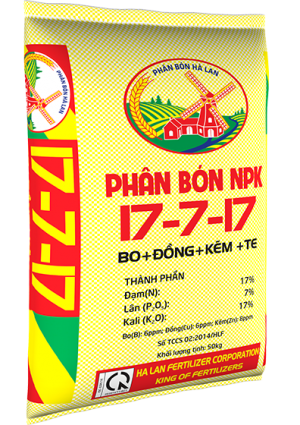 PHÂN BÓN HÀ LAN
PHÂN BÓN HÀ LAN
17-7-17
PHÂN BÓN NPK
17-7-17
BO+ĐỒNG+KẼM +TE
THÀNH PHẦN
Đạm(N): 17%
Lân (P₂O₅): 7%
Kali (K₂O): 17%
Bo(B): 6ppm; Đồng(Cu): 6ppm; Kẽm(Zn): 8ppm
Số TCCS 02:2014/HLF
Khối lượng tịnh: 50kg
HA LAN FERTILIZER CORPORATION
KING OF FERTILIZERS